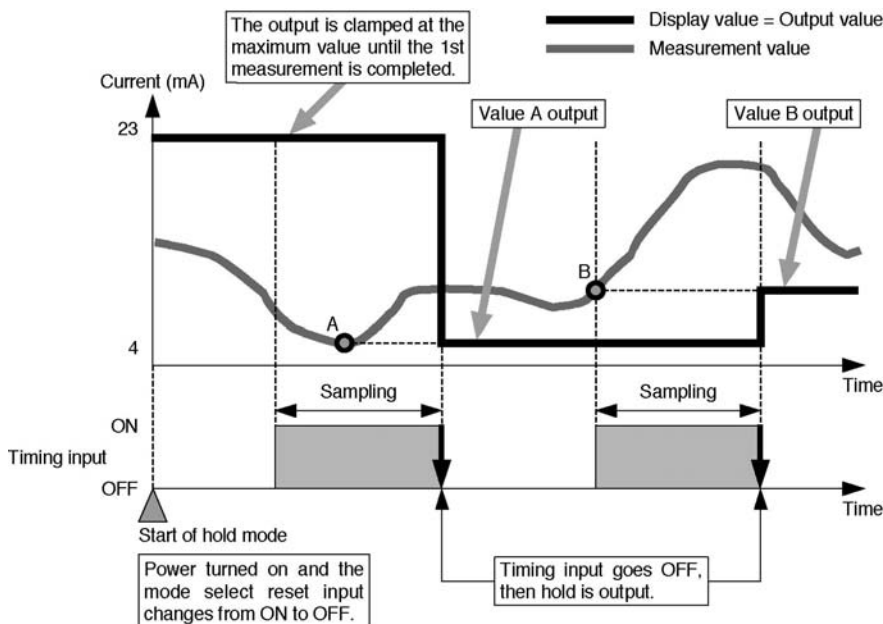 The output is clamped at the
maximum value until the 1st
measurement is completed.
Display value = Output value
Measurement value
Current (mA)
23
Value A output
Value B output
B
A
4
Time
Sampling
Sampling
ON
Timing input
OFF
Time
Start of hold mode
Power turned on and the
mode select reset input
changes from ON to OFF.
Timing input goes OFF,
then hold is output.